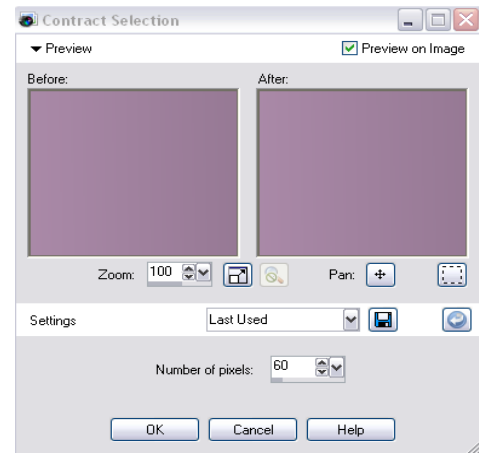 Contract Selection
Preview Preview on Image
Before: After:
Zoom: 100 Pan:
Settings Last Used
Number of pixels: 60
OK Cancel Help